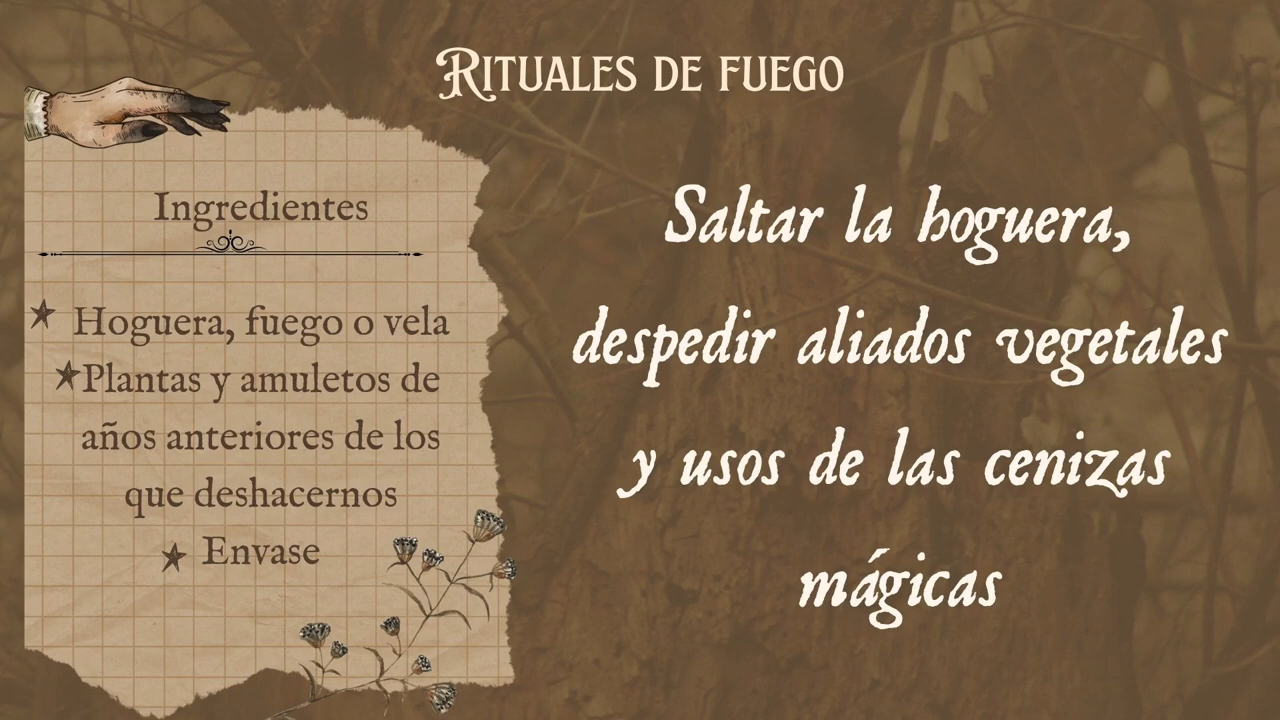 Rituales de fuego
Ingredientes
Hoguera, fuego o vela
Plantas y amuletos de
años anteriores de los
que deshacernos
Envase
Saltar la hoguera,
despedir aliados vegetales
y usos de las cenizas
mágicas